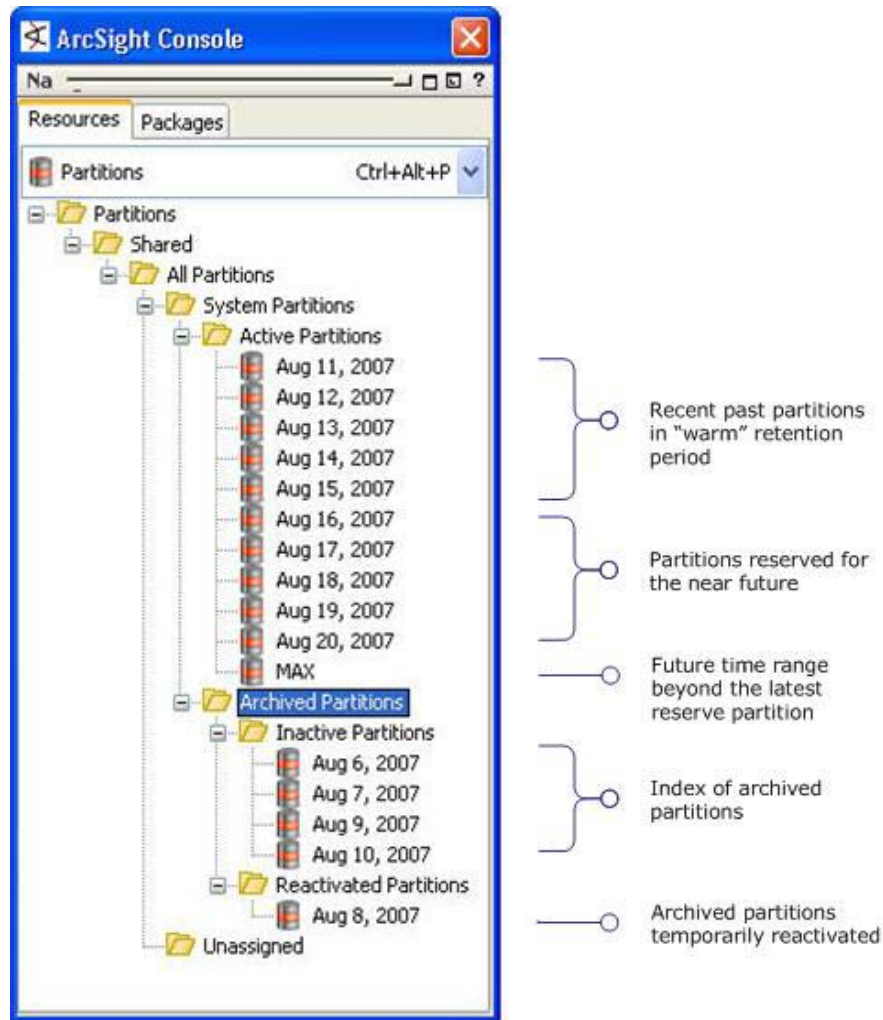 ArcSight Console
Na
?
Resources
Packages
Partitions
Ctrl+Alt+P
Partitions
Shared
All Partitions
System Partitions
Active Partitions
Aug 11, 2007
Aug 12, 2007
Aug 13, 2007
Aug 14, 2007
Aug 15, 2007
Aug 16, 2007
Aug 17, 2007
Aug 18, 2007
Aug 19, 2007
Aug 20, 2007
MAX
Archived Partitions
Inactive Partitions
Aug 6, 2007
Aug 7, 2007
Aug 9, 2007
Aug 10, 2007
Reactivated Partitions
Aug 8, 2007
Unassigned
Recent past partitions
in “warm” retention
period
Partitions reserved for
the near future
Future time range
beyond the latest
reserve partition
Index of archived
partitions
Archived partitions
temporarily reactivated